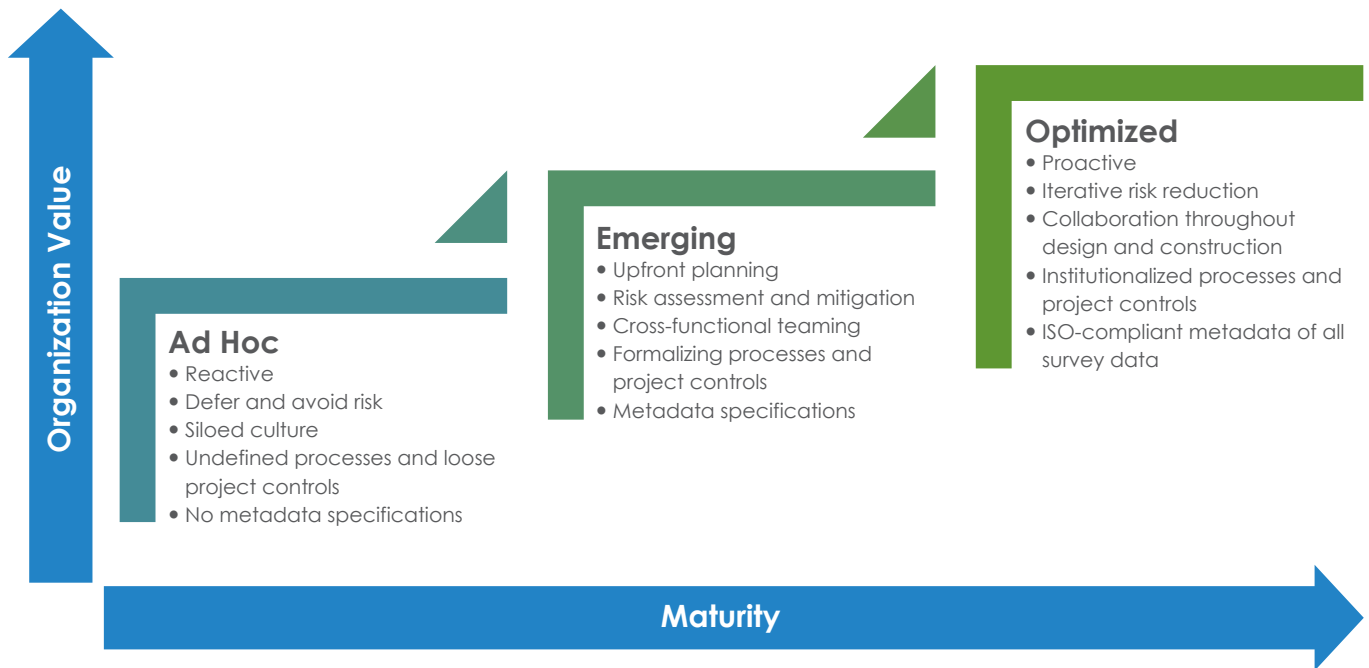 Organization Value
Ad Hoc
• Reactive
• Defer and avoid risk
• Siloed culture
• Undefined processes and loose
project controls
• No metadata specifications
Emerging
• Upfront planning
• Risk assessment and mitigation
• Cross-functional teaming
• Formalizing processes and
project controls
• Metadata specifications
Optimized
• Proactive
• Iterative risk reduction
• Collaboration throughout
design and construction
• Institutionalized processes and
project controls
• ISO-compliant metadata of all
survey data
Maturity